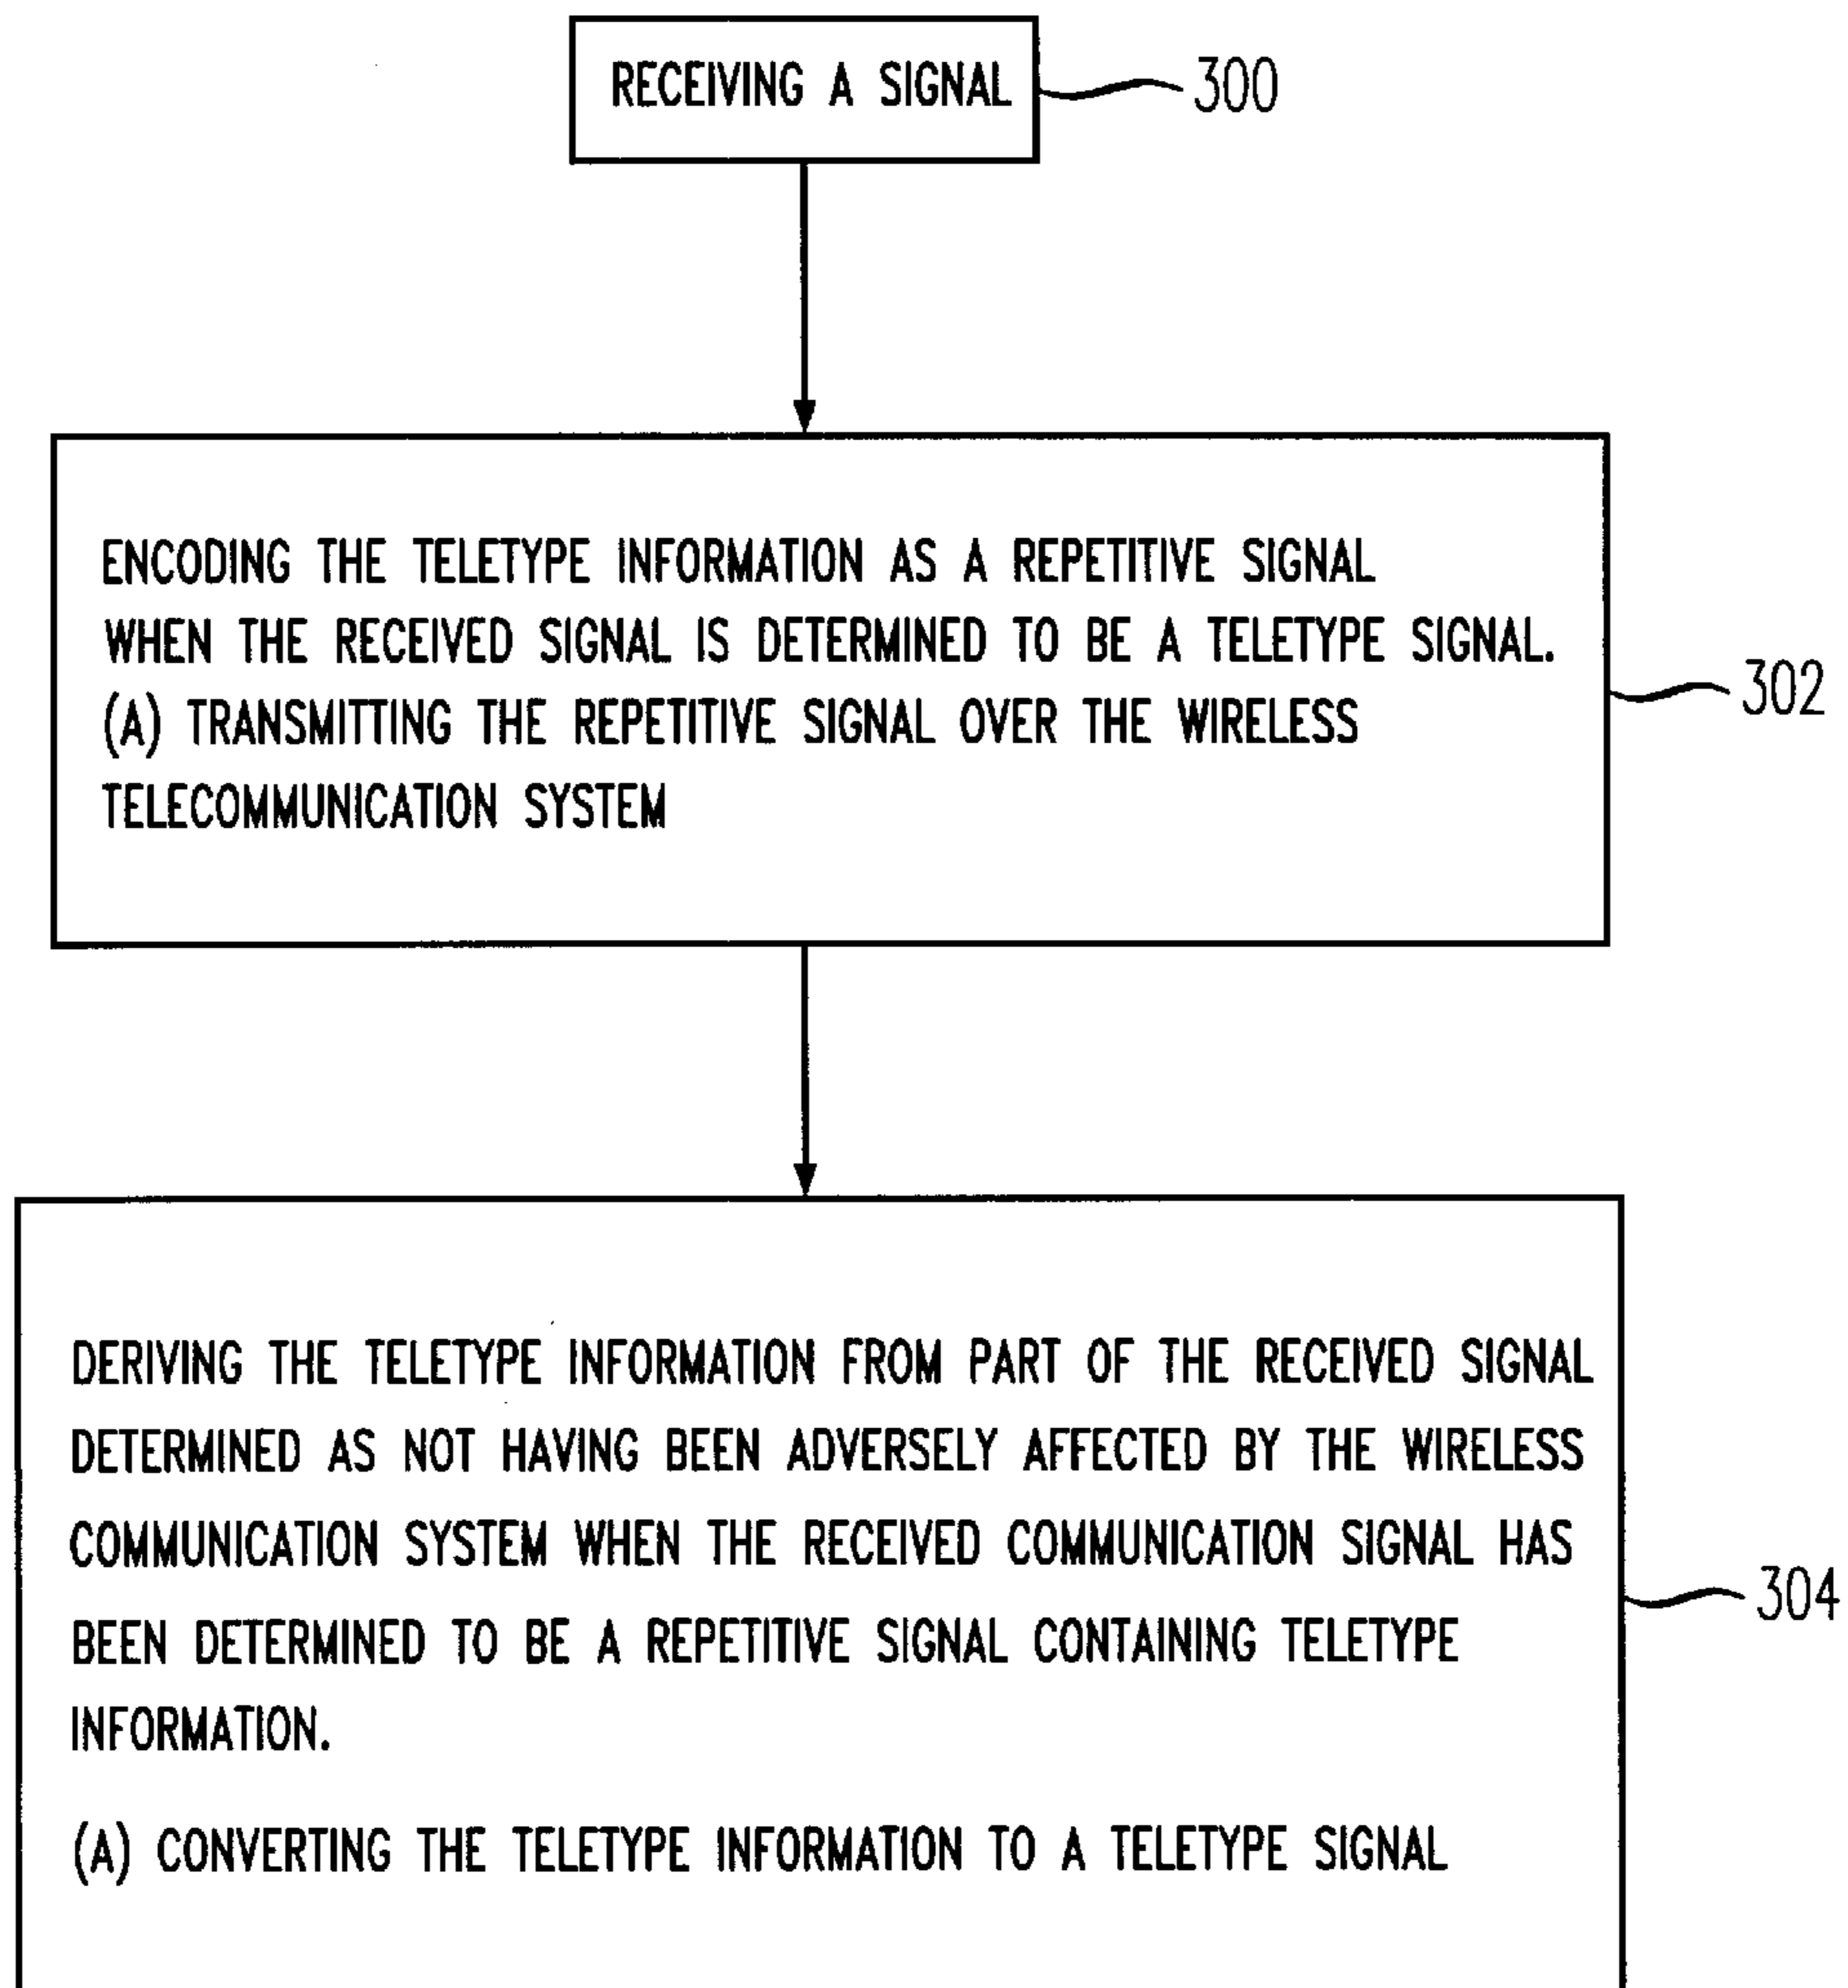 RECEIVING A SIGNAL
300
ENCODING THE TELETYPE INFORMATION AS A REPETITIVE SIGNAL
WHEN THE RECEIVED SIGNAL IS DETERMINED TO BE A TELETYPE SIGNAL.
(A) TRANSMITTING THE REPETITIVE SIGNAL OVER THE WIRELESS
TELECOMMUNICATION SYSTEM
302
DERIVING THE TELETYPE INFORMATION FROM PART OF THE RECEIVED SIGNAL
DETERMINED AS NOT HAVING BEEN ADVERSELY AFFECTED BY THE WIRELESS
COMMUNICATION SYSTEM WHEN THE RECEIVED COMMUNICATION SIGNAL HAS
BEEN DETERMINED TO BE A REPETITIVE SIGNAL CONTAINING TELETYPE
INFORMATION.
(A) CONVERTING THE TELETYPE INFORMATION TO A TELETYPE SIGNAL
304